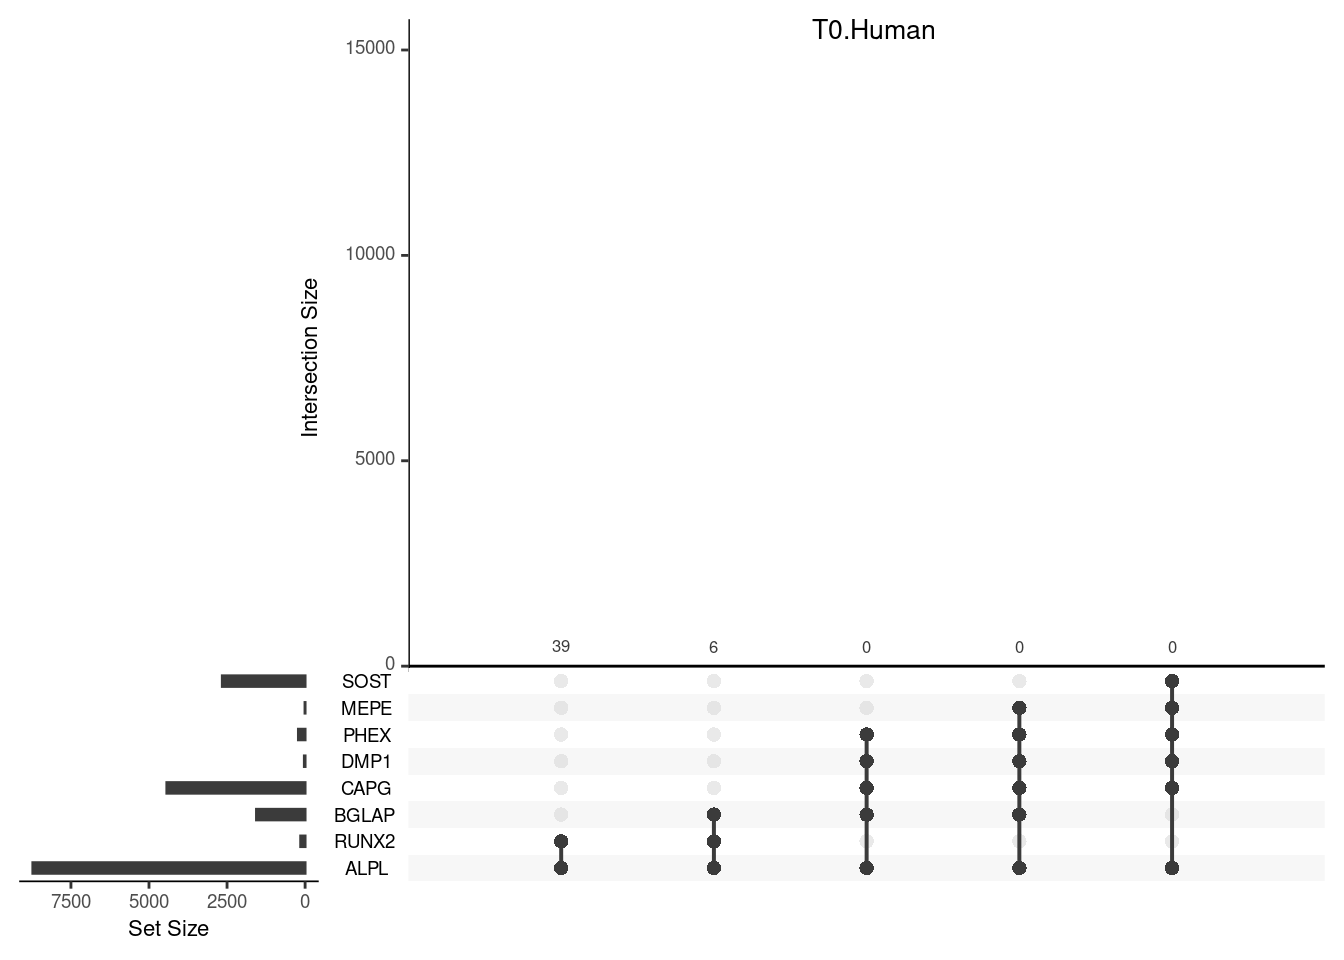 T0.Human
15000
10000
5000
0
Intersection Size
39 6 0 0 0
SOST
MEPE
PHEX
DMP1
CAPG
BGLAP
RUNX2
ALPL
7500 5000 2500 0
Set Size